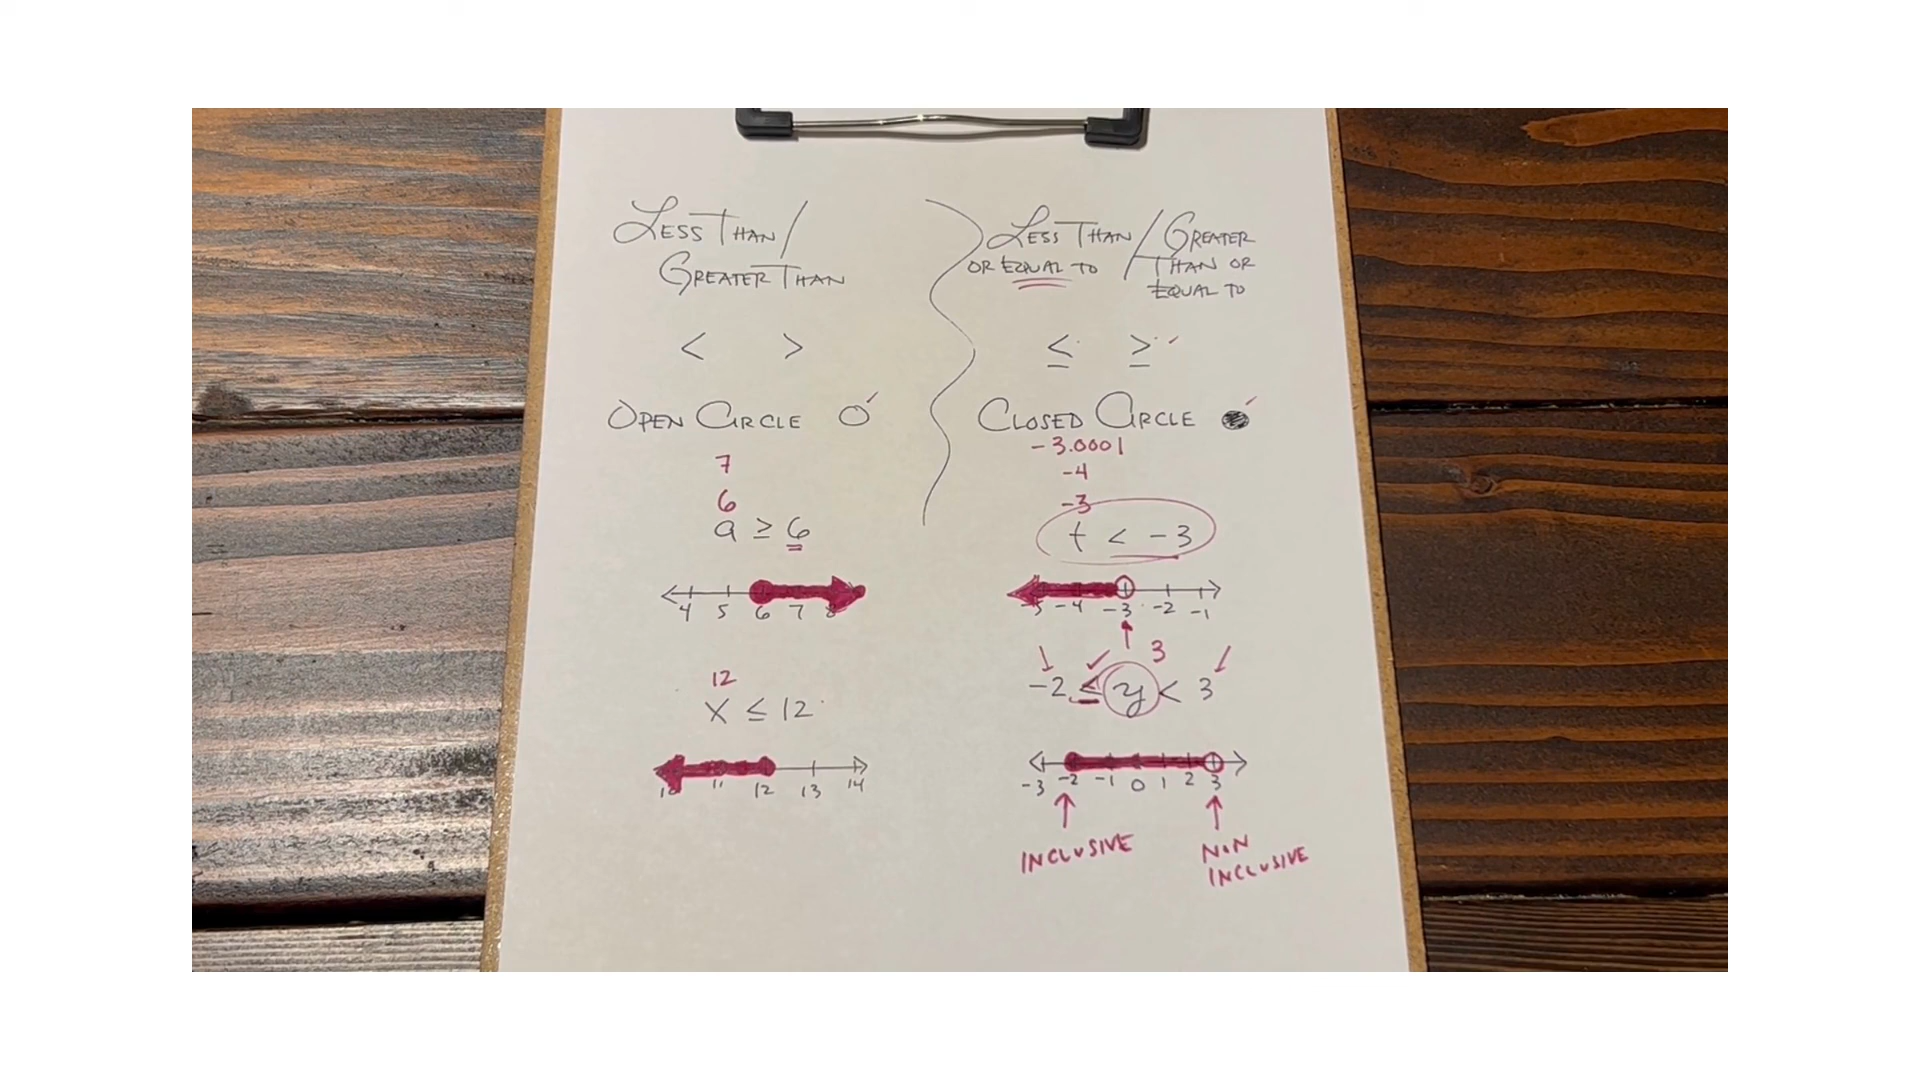 LESS THAN/
GREATER THAN
< >
OPEN CIRCLE O
7
6
a ≥ 6
4 5 6 7 8
12
x ≤ 12
10 11 12 13 14
LESS THAN / GREATER
OR EQUAL TO THAN OR
EQUAL TO
≤ ≥
CLOSED CIRCLE ●
-3.0001
-4
-3
t < -3
-5 -4 -3 -2 -1
3
-2 ≤ y < 3
-3 -2 -1 0 1 2 3
INCLUSIVE
NON
INCLUSIVE